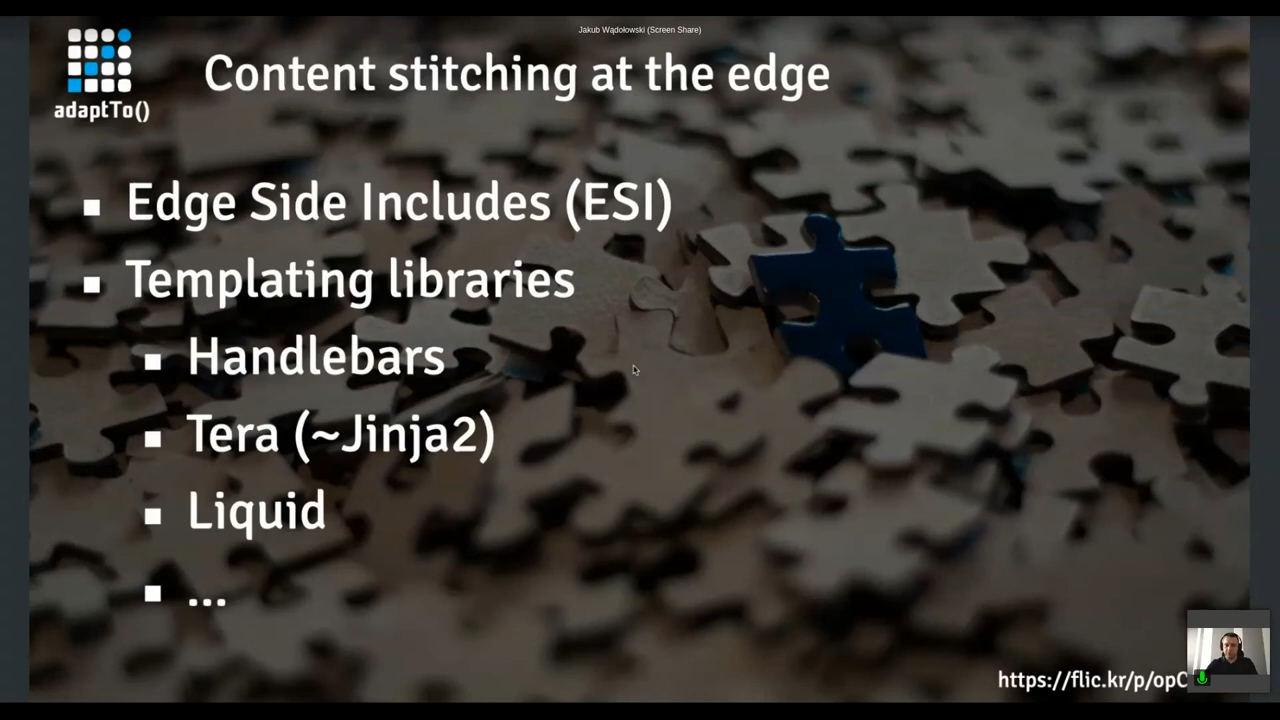 Jakub Wądołowski (Screen Share)
adaptTo()
Content stitching at the edge
Edge Side Includes (ESI)
Templating libraries
Handlebars
Tera (~Jinja2)
Liquid
...
https://flic.kr/p/opC